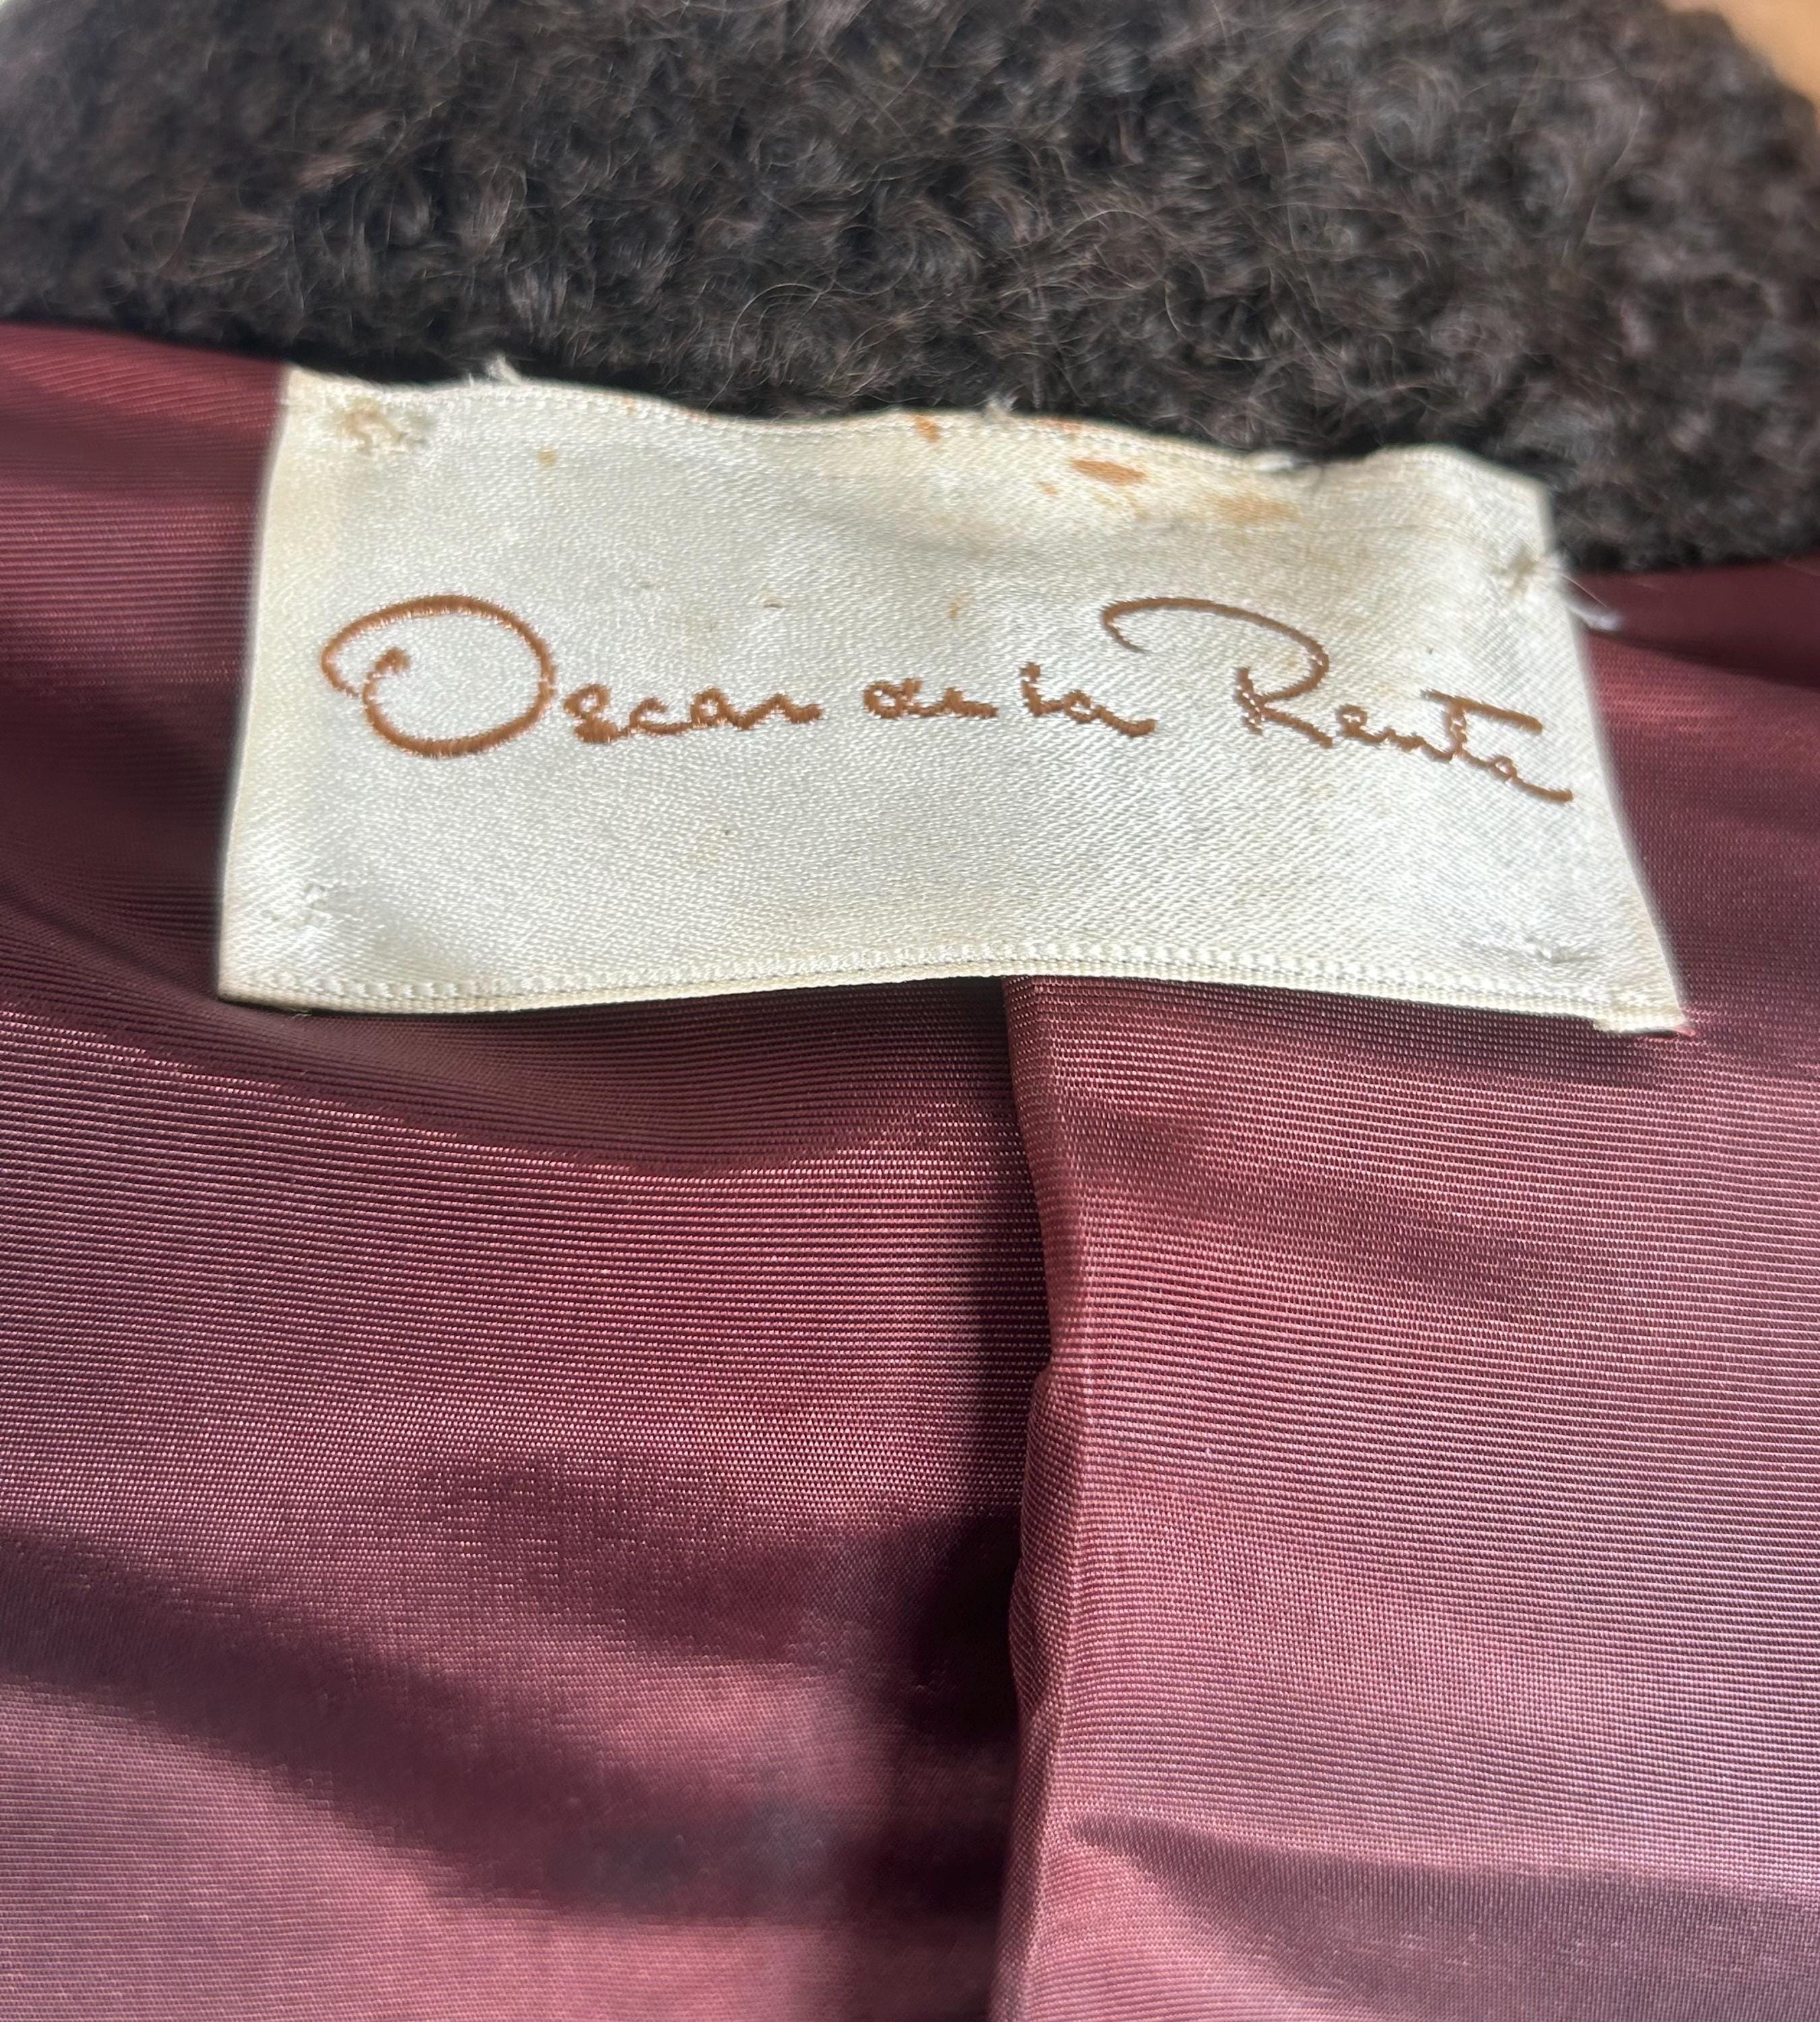 Oscar de la Renta